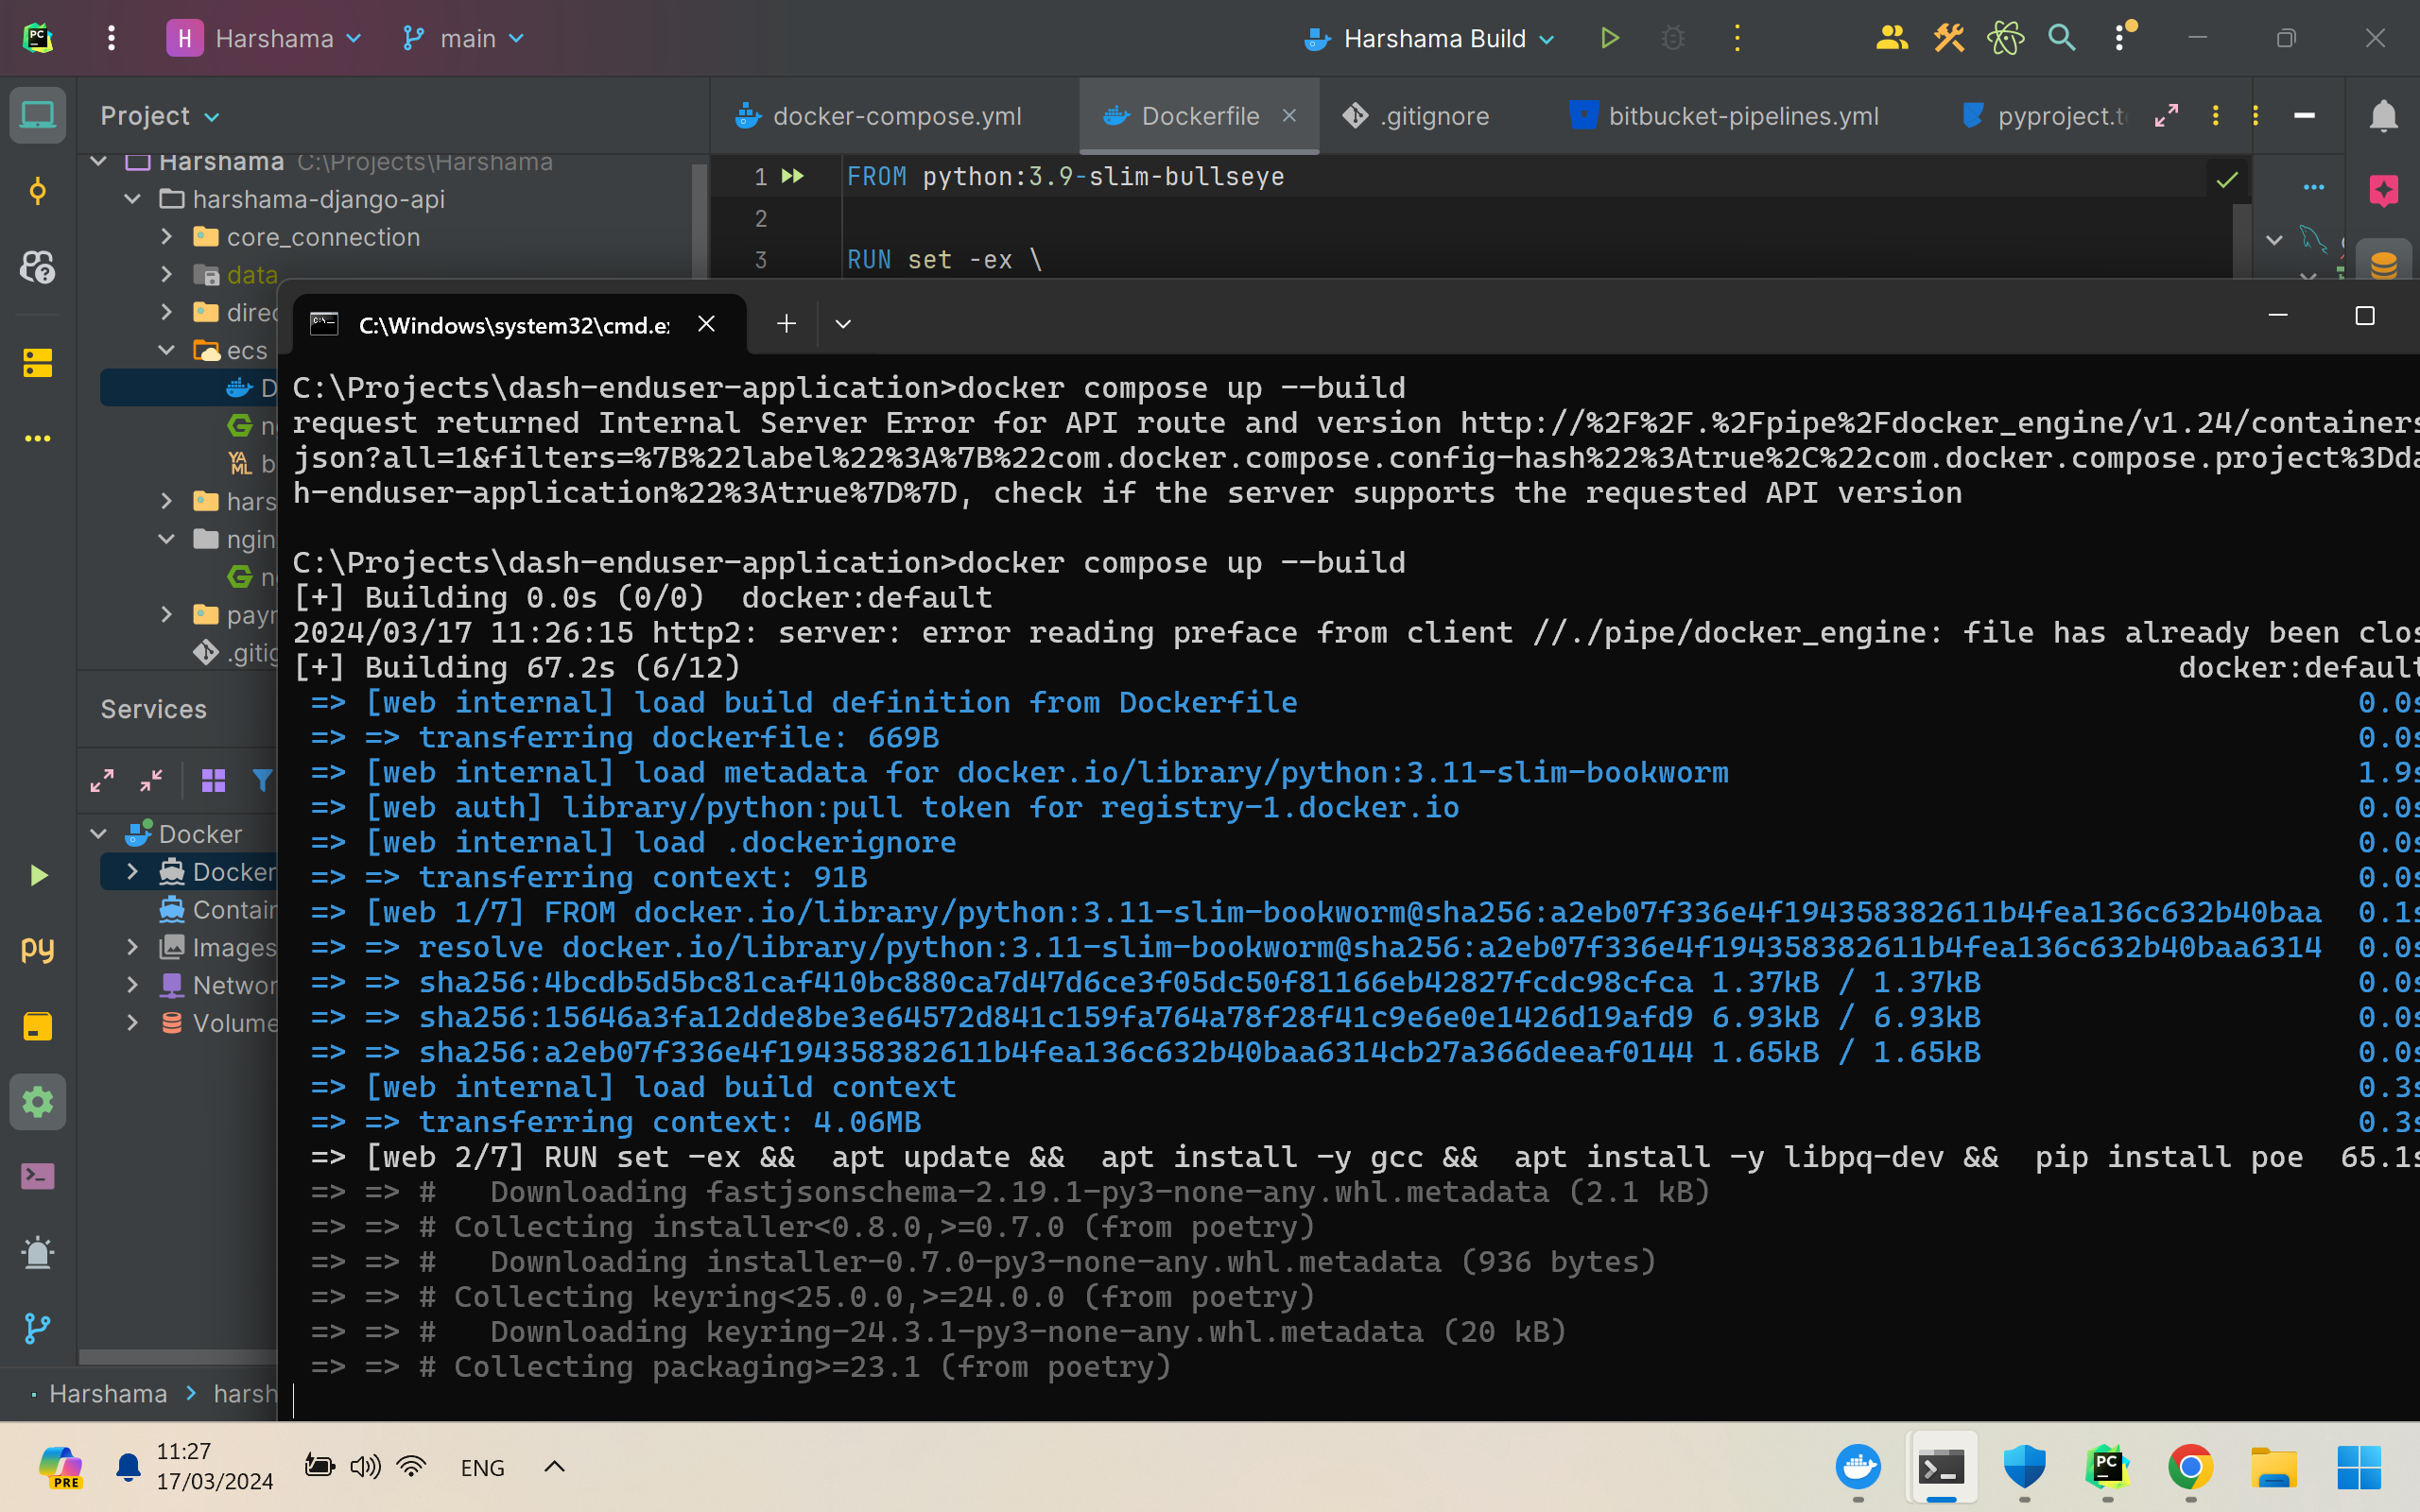 PC
H Harshama
main
Harshama Build
Project
docker-compose.yml
Dockerfile
.gitignore
bitbucket-pipelines.yml
pyproject.t
Harshama C:\Projects\Harshama
harshama-django-api
core_connection
data
direc
ecs
D
YAML b
hars
ngin
payn
.gitig
1 FROM python:3.9-slim-bullseye
2
3 RUN set -ex \
C:\Windows\system32\cmd.e
C:\Projects\dash-enduser-application>docker compose up --build
request returned Internal Server Error for API route and version http://%2F%2F.%2Fpipe%2Fdocker_engine/v1.24/containers
json?all=1&filters=%7B%22label%22%3A%7B%22com.docker.compose.config-hash%22%3Atrue%2C%22com.docker.compose.project%3Dda
h-enduser-application%22%3Atrue%7D%7D, check if the server supports the requested API version
C:\Projects\dash-enduser-application>docker compose up --build
[+] Building 0.0s (0/0)  docker:default
2024/03/17 11:26:15 http2: server: error reading preface from client //./pipe/docker_engine: file has already been clos
[+] Building 67.2s (6/12) docker:default
=> [web internal] load build definition from Dockerfile 0.0s
=> => transferring dockerfile: 669B 0.0s
=> [web internal] load metadata for docker.io/library/python:3.11-slim-bookworm 1.9s
=> [web auth] library/python:pull token for registry-1.docker.io 0.0s
=> [web internal] load .dockerignore 0.0s
=> => transferring context: 91B 0.0s
=> [web 1/7] FROM docker.io/library/python:3.11-slim-bookworm@sha256:a2eb07f336e4f194358382611b4fea136c632b40baa 0.1s
=> => resolve docker.io/library/python:3.11-slim-bookworm@sha256:a2eb07f336e4f194358382611b4fea136c632b40baa6314 0.0s
=> => sha256:4bcdb5d5bc81caf410bc880ca7d47d6ce3f05dc50f81166eb42827fcdc98cfca 1.37kB / 1.37kB 0.0s
=> => sha256:15646a3fa12dde8be3e64572d841c159fa764a78f28f41c9e6e0e1426d19afd9 6.93kB / 6.93kB 0.0s
=> => sha256:a2eb07f336e4f194358382611b4fea136c632b40baa6314cb27a366deeaf0144 1.65kB / 1.65kB 0.0s
=> [web internal] load build context 0.3s
=> => transferring context: 4.06MB 0.3s
=> [web 2/7] RUN set -ex &&  apt update &&  apt install -y gcc &&  apt install -y libpq-dev &&  pip install poe 65.1s
=> => #   Downloading fastjsonschema-2.19.1-py3-none-any.whl.metadata (2.1 kB)
=> => # Collecting installer<0.8.0,>=0.7.0 (from poetry)
=> => #   Downloading installer-0.7.0-py3-none-any.whl.metadata (936 bytes)
=> => # Collecting keyring<25.0.0,>=24.0.0 (from poetry)
=> => #   Downloading keyring-24.3.1-py3-none-any.whl.metadata (20 kB)
=> => # Collecting packaging>=23.1 (from poetry)
Services
Docker
Docker
Contain
Images
Networ
Volume
py
Harshama > harsh
PRE
11:27
17/03/2024
ENG
PC